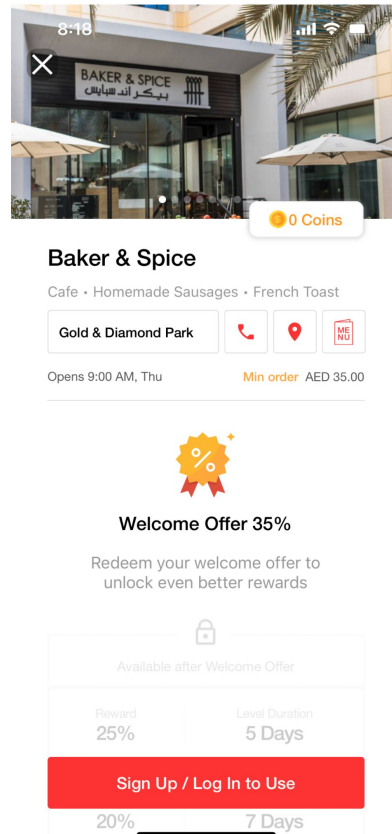 8:18
BAKER & SPICE
بيكر اند سبايس
0 Coins
Baker & Spice
Cafe • Homemade Sausages • French Toast
Gold & Diamond Park
ME
NU
Opens 9:00 AM, Thu
Min order AED 35.00
%
Welcome Offer 35%
Redeem your welcome offer to
unlock even better rewards
Available after Welcome Offer
Reward Level Duration
25% 5 Days
Sign Up / Log In to Use
20% 7 Days